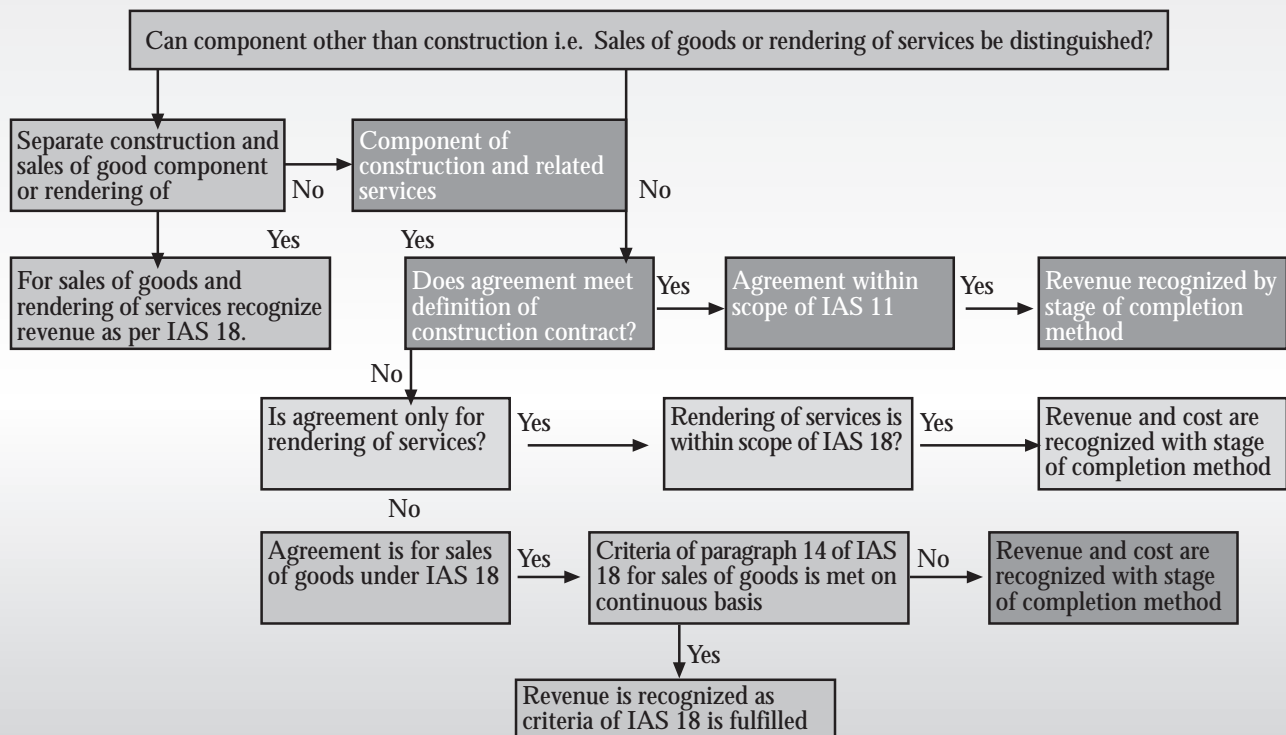 Can component other than construction i.e. Sales of goods or rendering of services be distinguished?
Separate construction and
sales of good component
or rendering of
No
Component of
construction and related
services
No
Yes
Yes
For sales of goods and
rendering of services recognize
revenue as per IAS 18.
Does agreement meet
definition of
construction contract?
Yes
Agreement within
scope of IAS 11
Yes
Revenue recognized by
stage of completion
method
No
Is agreement only for
rendering of services?
Yes
Rendering of services is
within scope of IAS 18?
Yes
Revenue and cost are
recognized with stage
of completion method
No
Agreement is for sales
of goods under IAS 18
Yes
Criteria of paragraph 14 of IAS
18 for sales of goods is met on
continuous basis
No
Revenue and cost are
recognized with stage
of completion method
Yes
Revenue is recognized as
criteria of IAS 18 is fulfilled